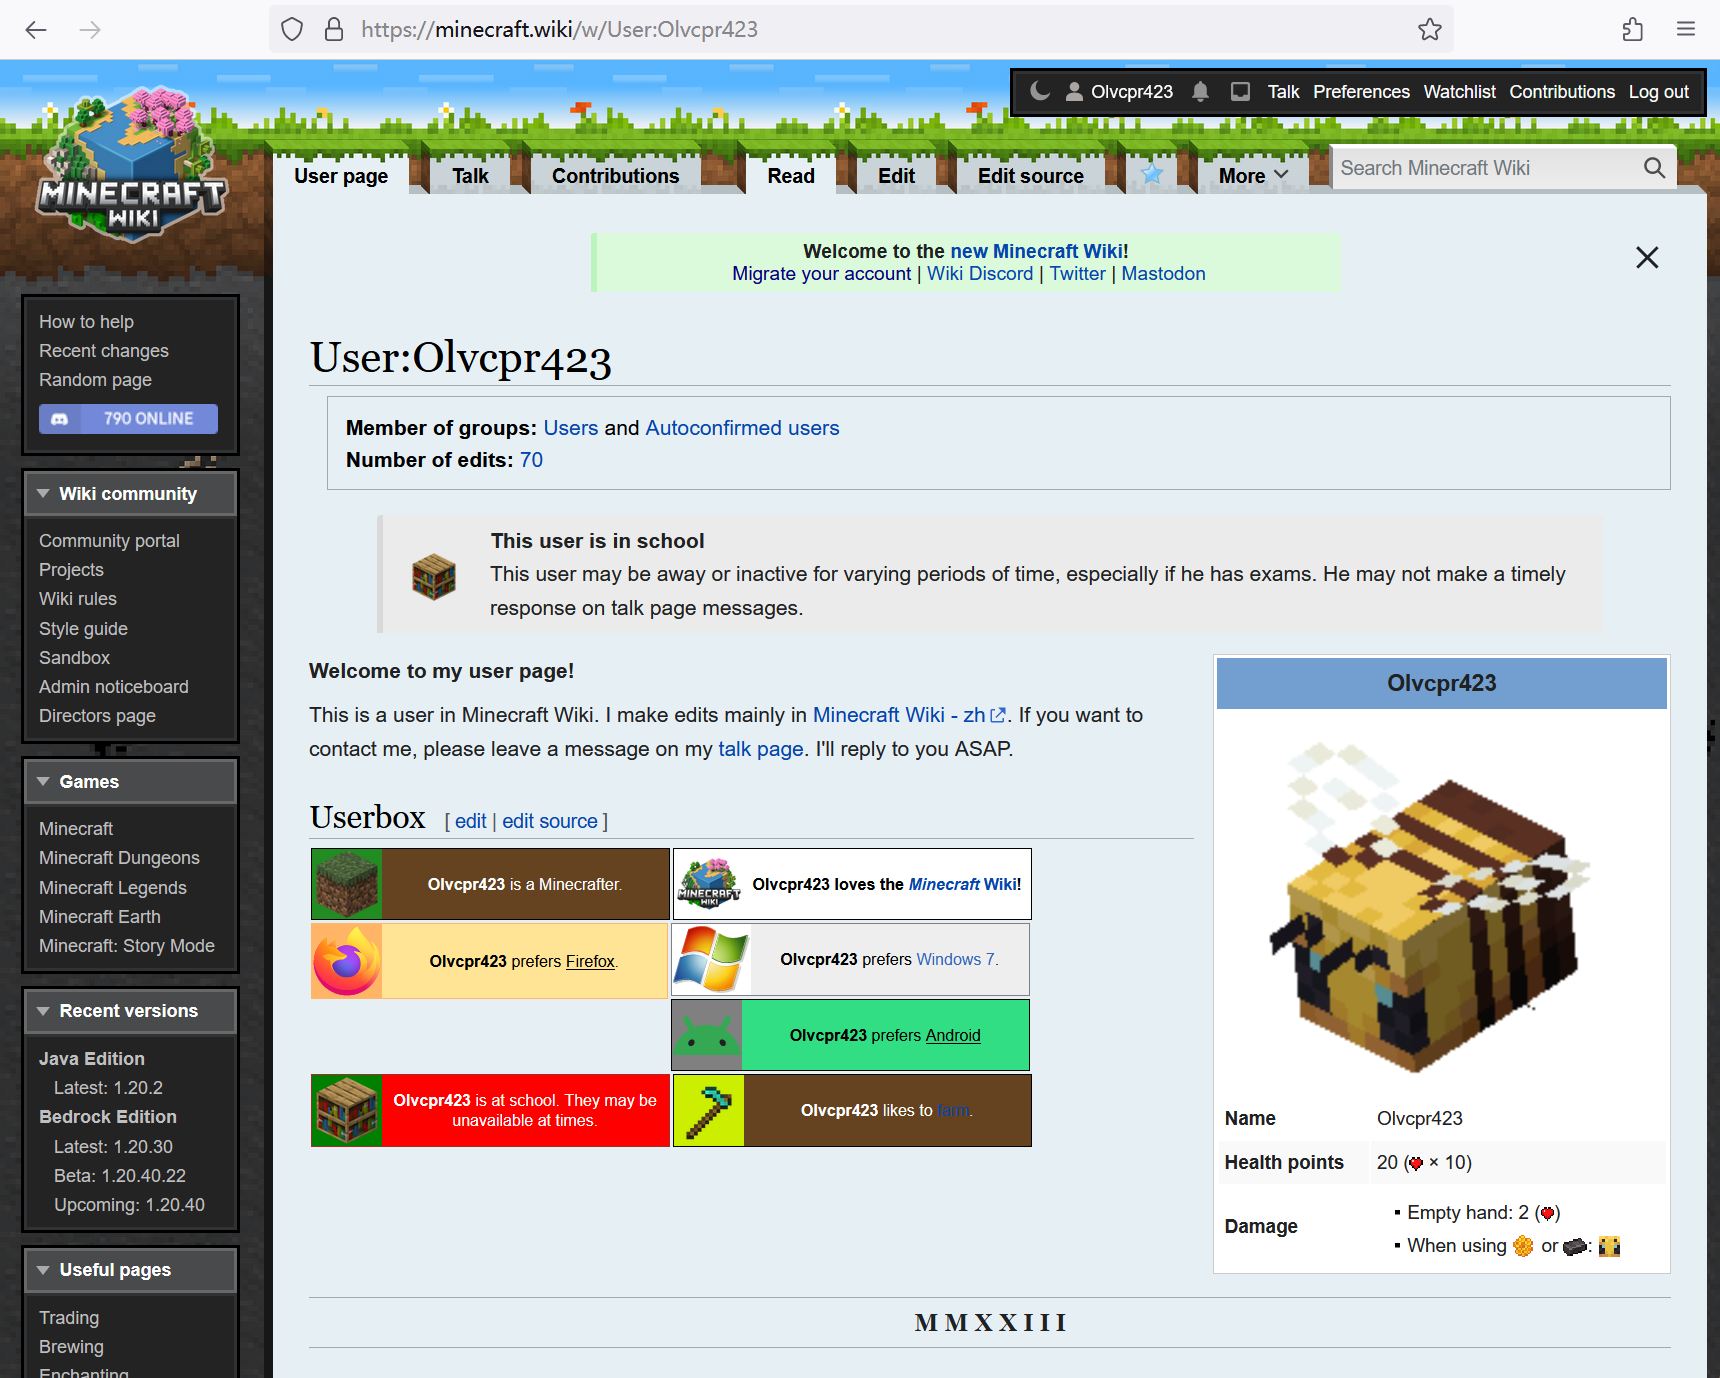 https://minecraft.wiki/w/User:Olvcpr423
Olvcpr423 Talk Preferences Watchlist Contributions Log out
MINECRAFT
WIKI
User page Talk Contributions Read Edit Edit source More
Search Minecraft Wiki
Welcome to the new Minecraft Wiki!
Migrate your account | Wiki Discord | Twitter | Mastodon
How to help
Recent changes
Random page
790 ONLINE
Wiki community
Community portal
Projects
Wiki rules
Style guide
Sandbox
Admin noticeboard
Directors page
Games
Minecraft
Minecraft Dungeons
Minecraft Legends
Minecraft Earth
Minecraft: Story Mode
Recent versions
Java Edition
Latest: 1.20.2
Bedrock Edition
Latest: 1.20.30
Beta: 1.20.40.22
Upcoming: 1.20.40
Useful pages
Trading
Brewing
Enchanting
User:Olvcpr423
Member of groups: Users and Autoconfirmed users
Number of edits: 70
This user is in school
This user may be away or inactive for varying periods of time, especially if he has exams. He may not make a timely
response on talk page messages.
Welcome to my user page!
This is a user in Minecraft Wiki. I make edits mainly in Minecraft Wiki - zh. If you want to
contact me, please leave a message on my talk page. I'll reply to you ASAP.
Userbox [ edit | edit source ]
Olvcpr423 is a Minecrafter.
MINECRAFT
WIKI
Olvcpr423 loves the Minecraft Wiki!
Olvcpr423 prefers Firefox.
Olvcpr423 prefers Windows 7.
Olvcpr423 prefers Android
Olvcpr423 is at school. They may be
unavailable at times.
Olvcpr423 likes to farm.
Olvcpr423
Name Olvcpr423
Health points 20 ( × 10)
Damage
▪ Empty hand: 2 ()
▪ When using or :
MMXXIII